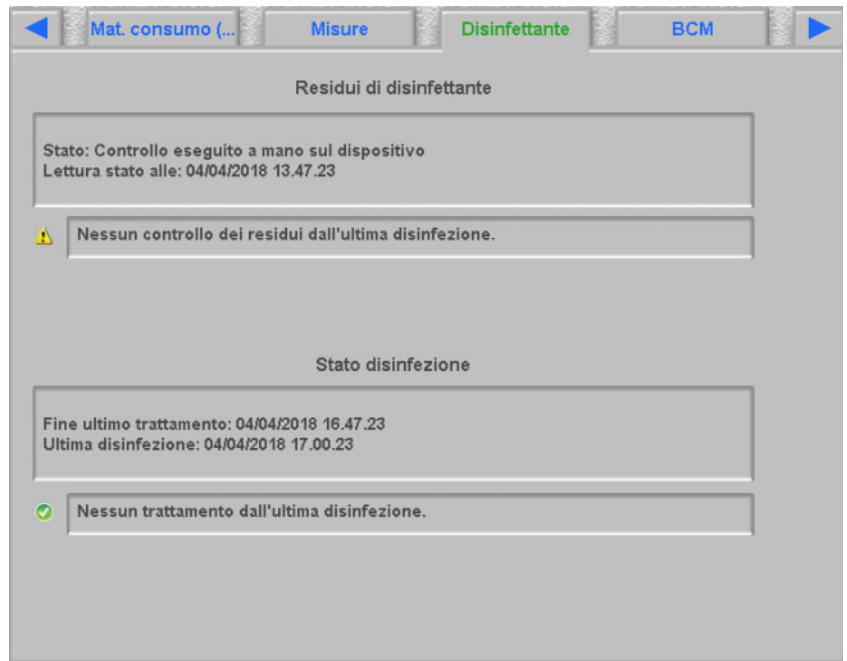 Mat. consumo (... Misure Disinfettante BCM
Residui di disinfettante
Stato: Controllo eseguito a mano sul dispositivo
Lettura stato alle: 04/04/2018 13.47.23
Nessun controllo dei residui dall'ultima disinfezione.
Stato disinfezione
Fine ultimo trattamento: 04/04/2018 16.47.23
Ultima disinfezione: 04/04/2018 17.00.23
Nessun trattamento dall'ultima disinfezione.